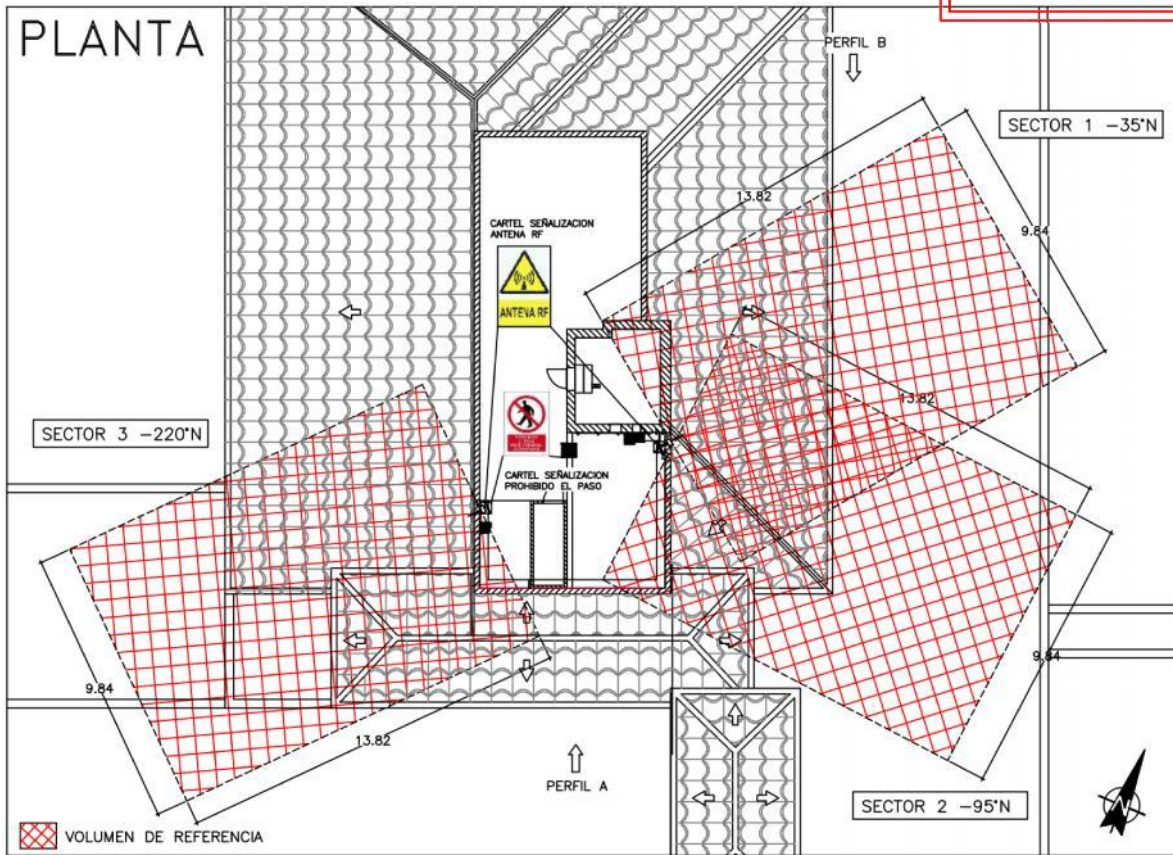 PLANTA
PERFIL B
SECTOR 1 -35°N
13.82
9.84
CARTEL SEÑALIZACION
ANTENA RF
ANTENA RF
13.82
SECTOR 3 -220°N
CARTEL SEÑALIZACION
PROHIBIDO EL PASO
9.84
9.84
13.82
PERFIL A
SECTOR 2 -95°N
VOLUMEN DE REFERENCIA